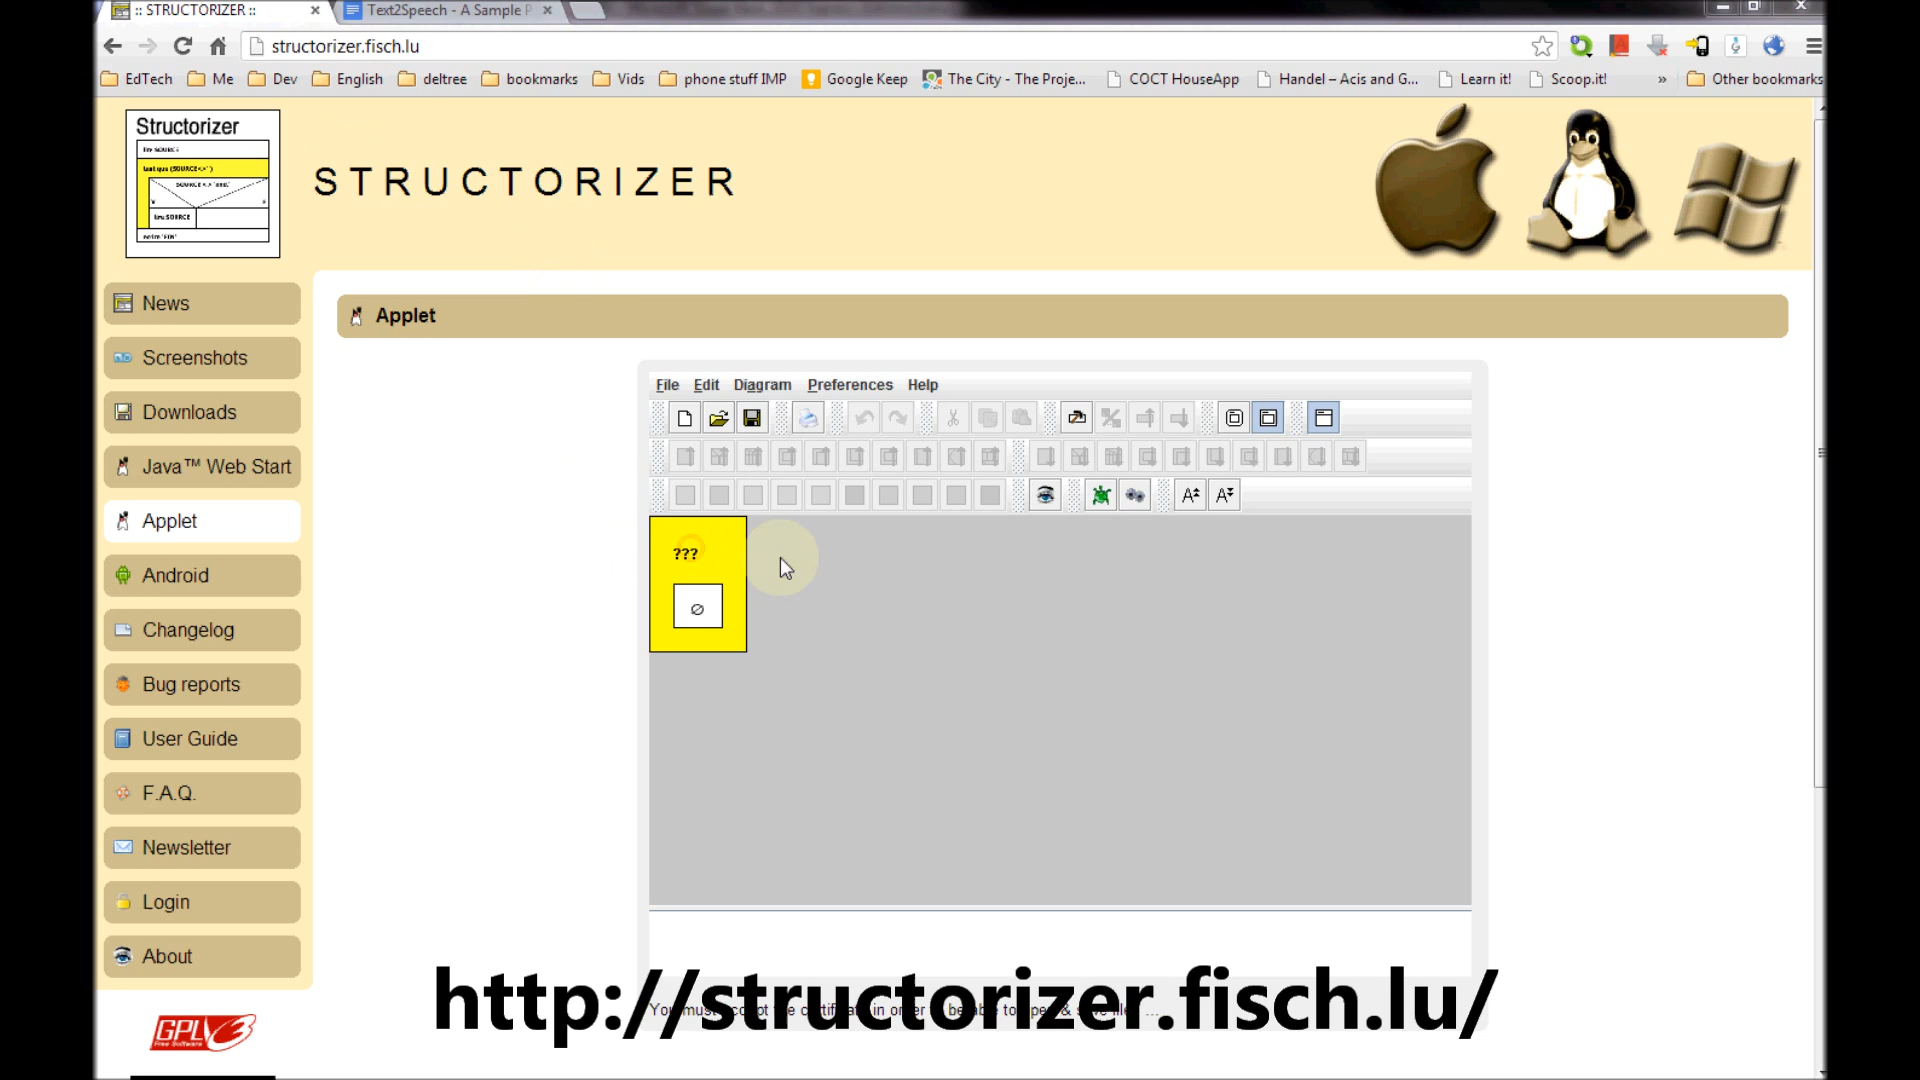 :: STRUCTORIZER ::
Text2Speech - A Sample P
structorizer.fisch.lu
EdTech
Me
Dev
English
deltree
bookmarks
Vids
phone stuff IMP
Google Keep
The City - The Proje...
COCT HouseApp
Handel – Acis and G...
Learn it!
Scoop.it!
»
Other bookmarks
Structorizer
STRUCTORIZER
News
Screenshots
Downloads
Java™ Web Start
Applet
Android
Changelog
Bug reports
User Guide
F.A.Q.
Newsletter
Login
About
GPLv3
Free Software
Applet
File Edit Diagram Preferences Help
???
∅
http://structorizer.fisch.lu/